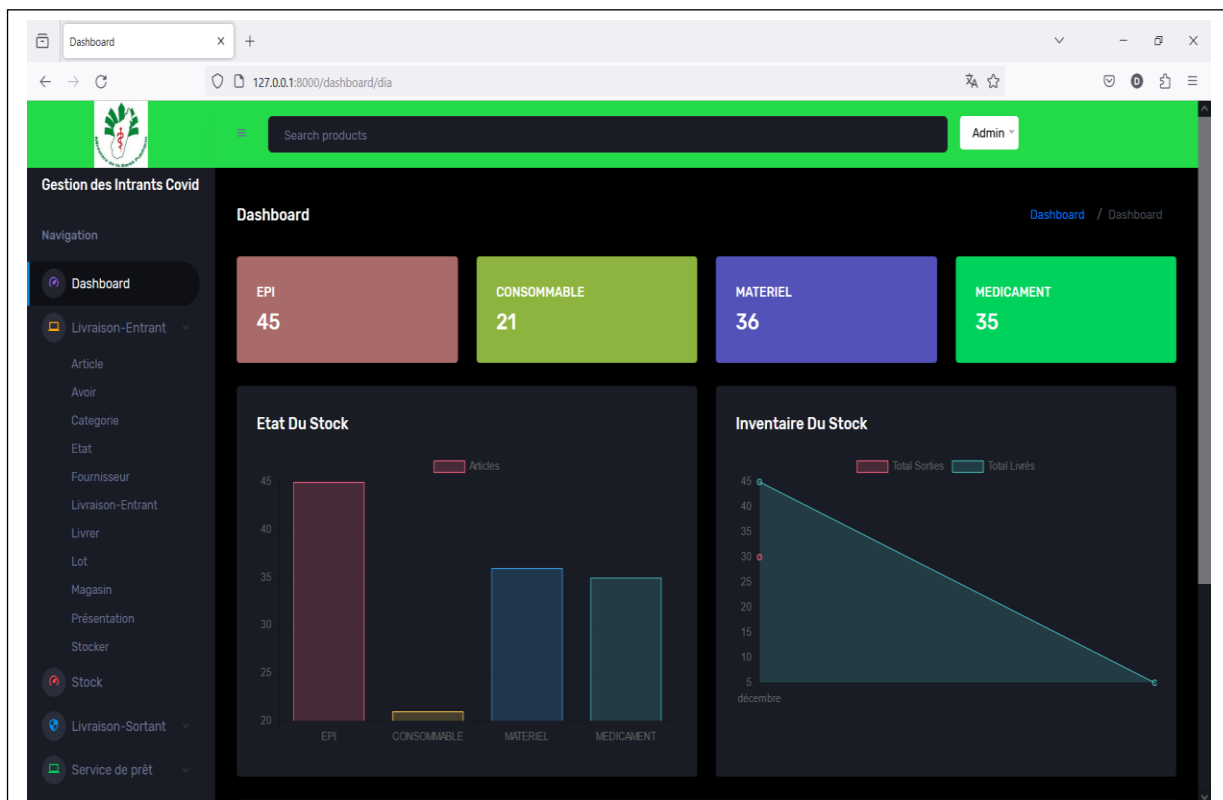 Dashboard
127.0.0.1:8000/dashboard/dia
Search products
Admin
Gestion des Intrants Covid
Navigation
Dashboard
Livraison-Entrant
Article
Avoir
Categorie
Etat
Fournisseur
Livraison-Entrant
Livrer
Lot
Magasin
Présentation
Stocker
Stock
Livraison-Sortant
Service de prêt
Dashboard
Dashboard / Dashboard
EPI
45
CONSOMMABLE
21
MATERIEL
36
MEDICAMENT
35
Etat Du Stock
Articles
45
40
35
30
25
20
EPI CONSOMMABLE MATERIEL MEDICAMENT
Inventaire Du Stock
Total Sorties Total Livrés
45
40
35
30
25
20
15
10
5
décembre